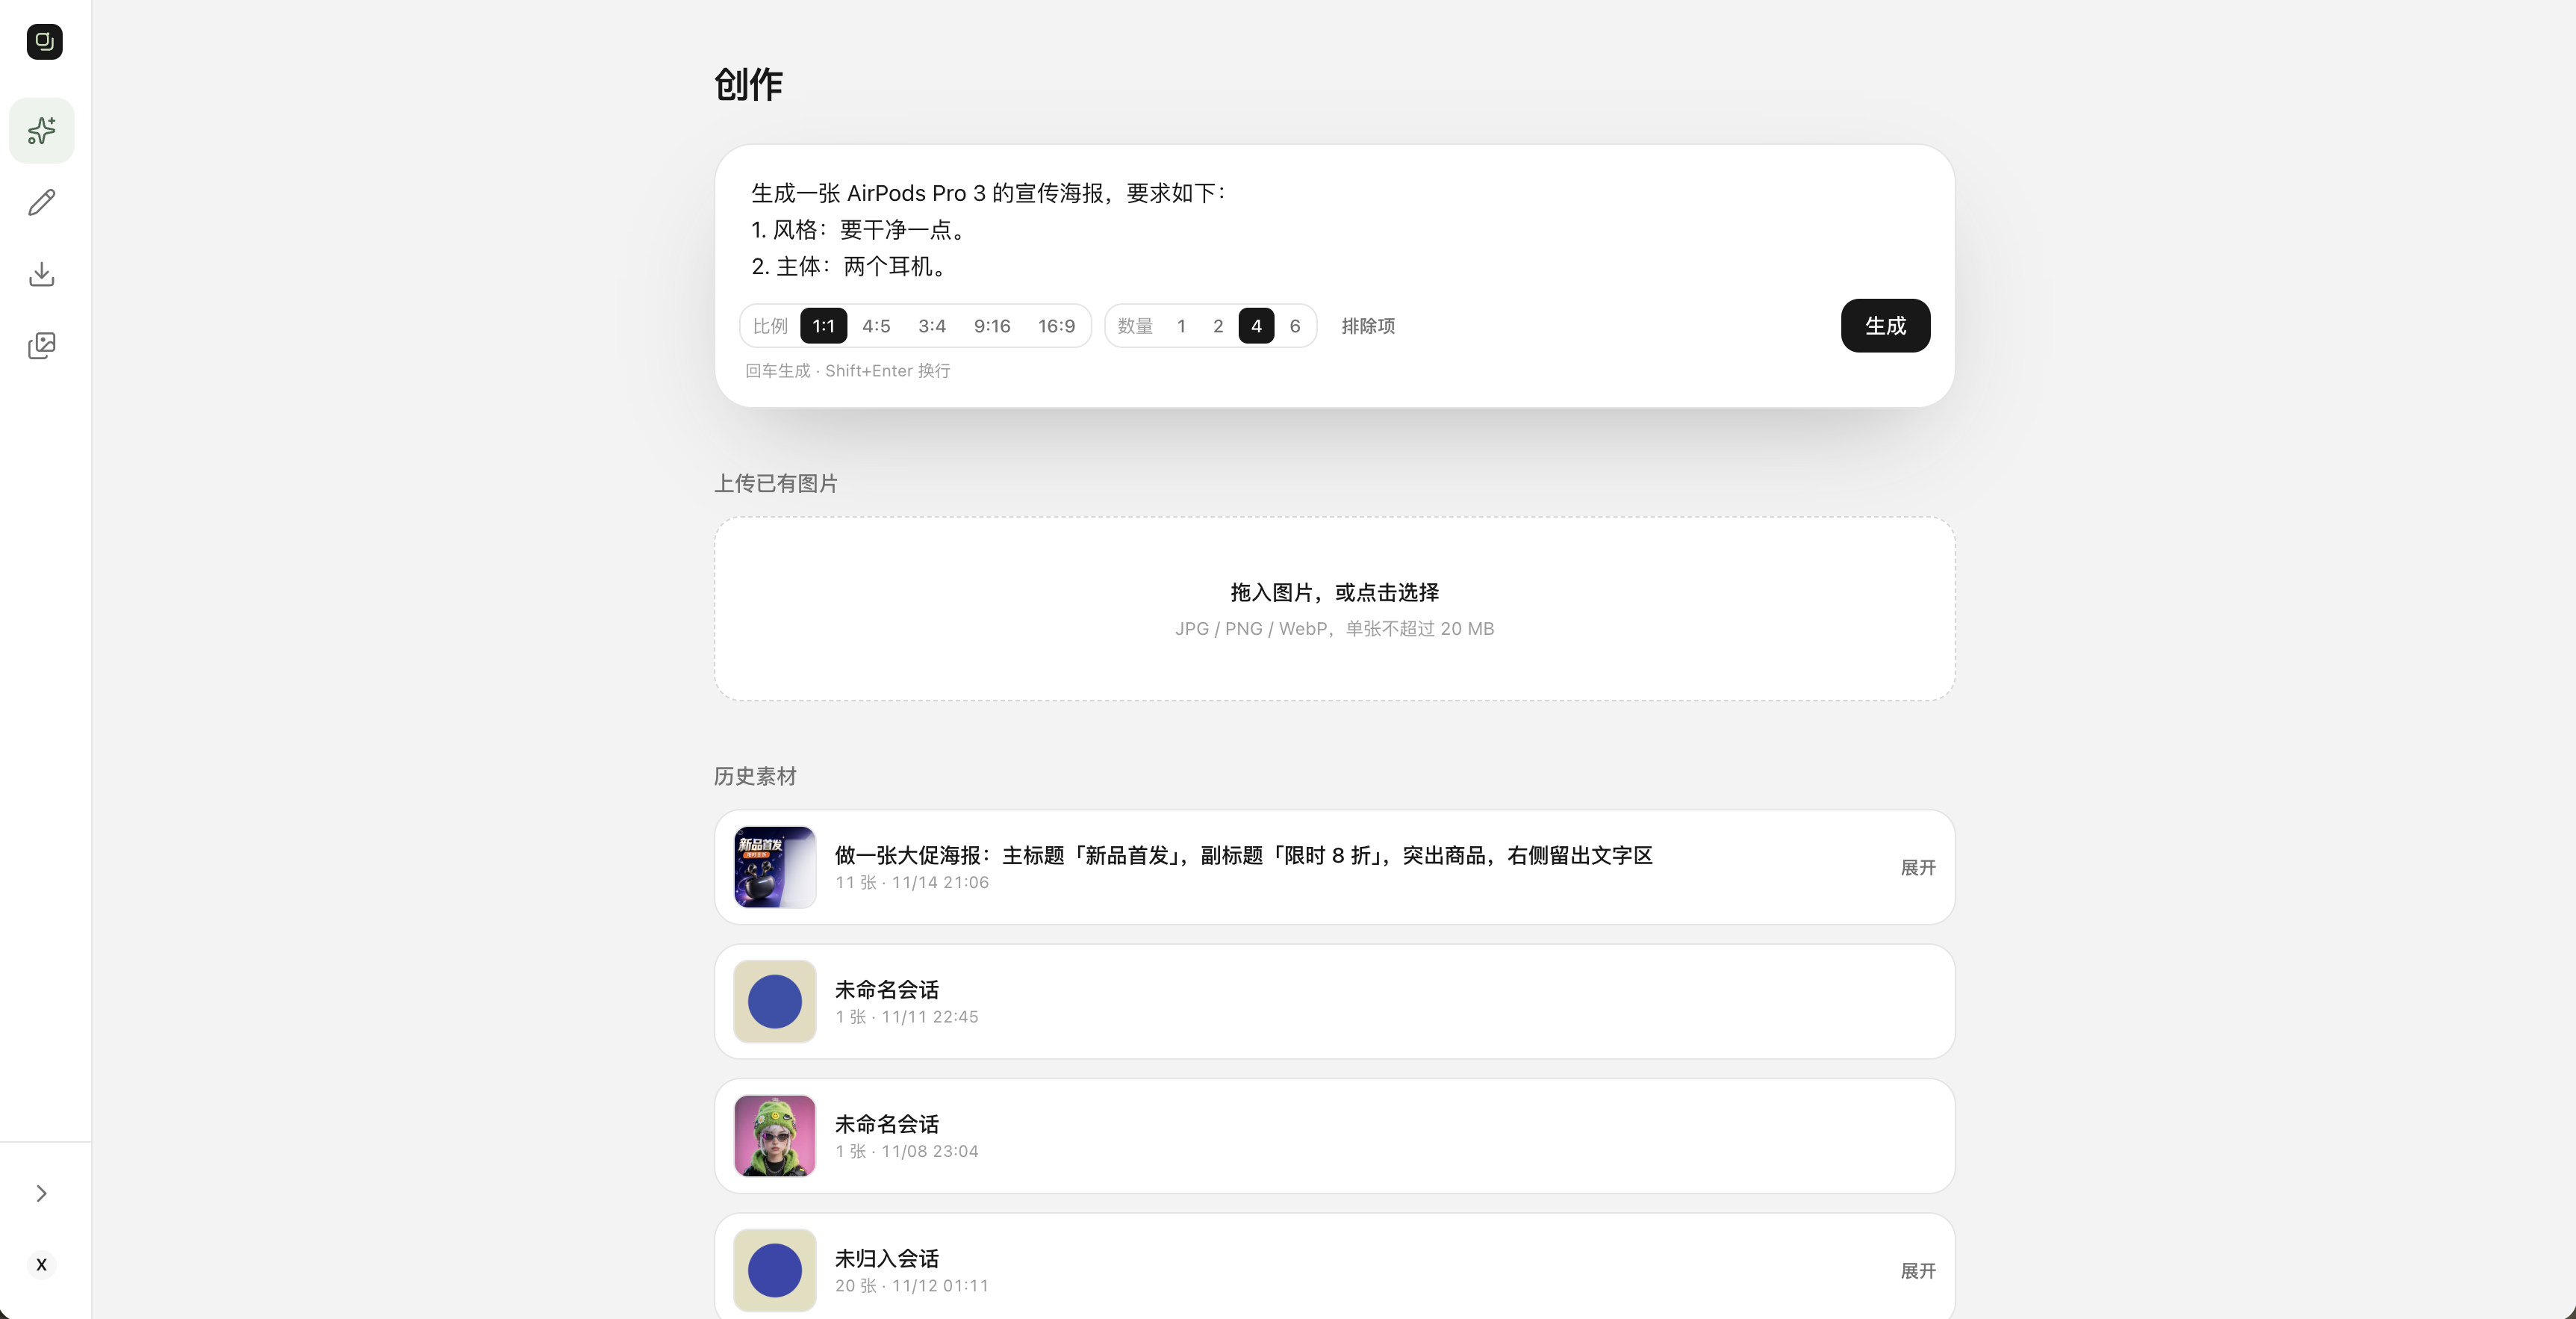 创作
生成一张 AirPods Pro 3 的宣传海报，要求如下：
1. 风格：要干净一点。
2. 主体：两个耳机。
比例 1:1 4:5 3:4 9:16 16:9 数量 1 2 4 6 排除项 生成
回车生成 · Shift+Enter 换行
上传已有图片
拖入图片，或点击选择
JPG / PNG / WebP，单张不超过 20 MB
历史素材
新品首发
限时 8 折
做一张大促海报：主标题「新品首发」，副标题「限时 8 折」，突出商品，右侧留出文字区
11 张 · 11/14 21:06
展开
未命名会话
1 张 · 11/11 22:45
未命名会话
1 张 · 11/08 23:04
未归入会话
20 张 · 11/12 01:11
展开
X